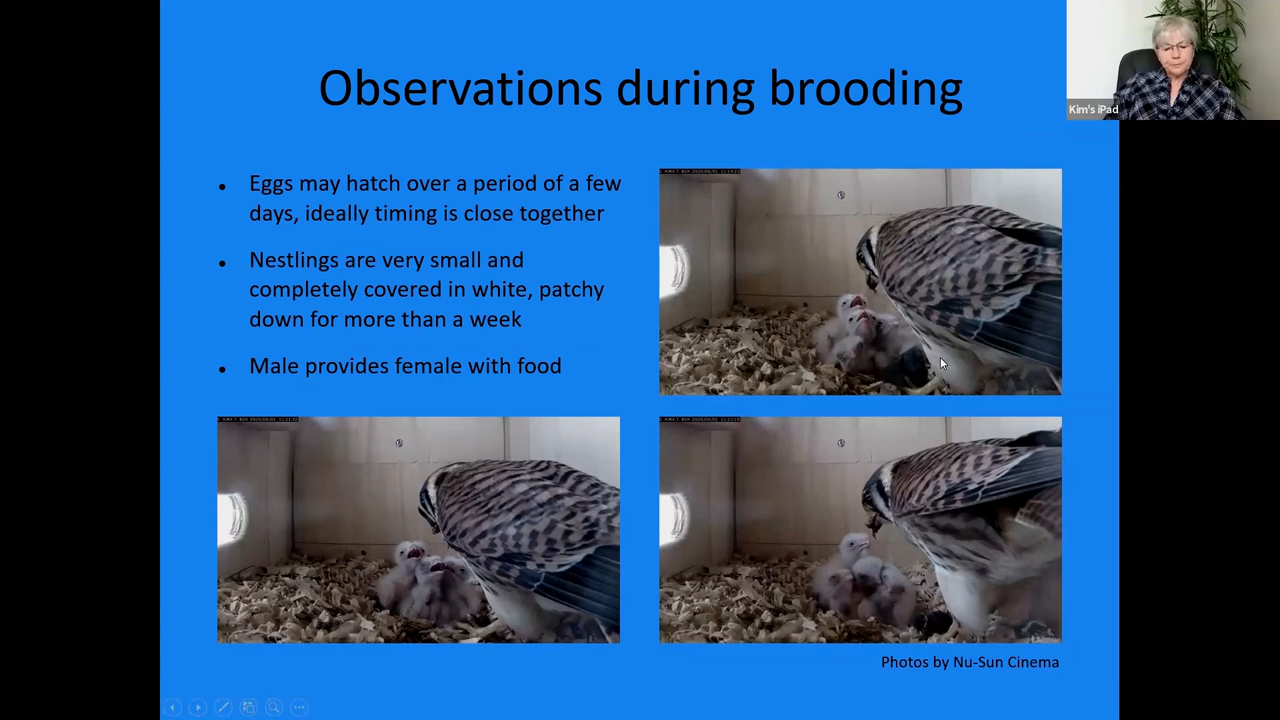 Observations during brooding
Kim's iPad
• Eggs may hatch over a period of a few
days, ideally timing is close together
• Nestlings are very small and
completely covered in white, patchy
down for more than a week
• Male provides female with food
Photos by Nu-Sun Cinema